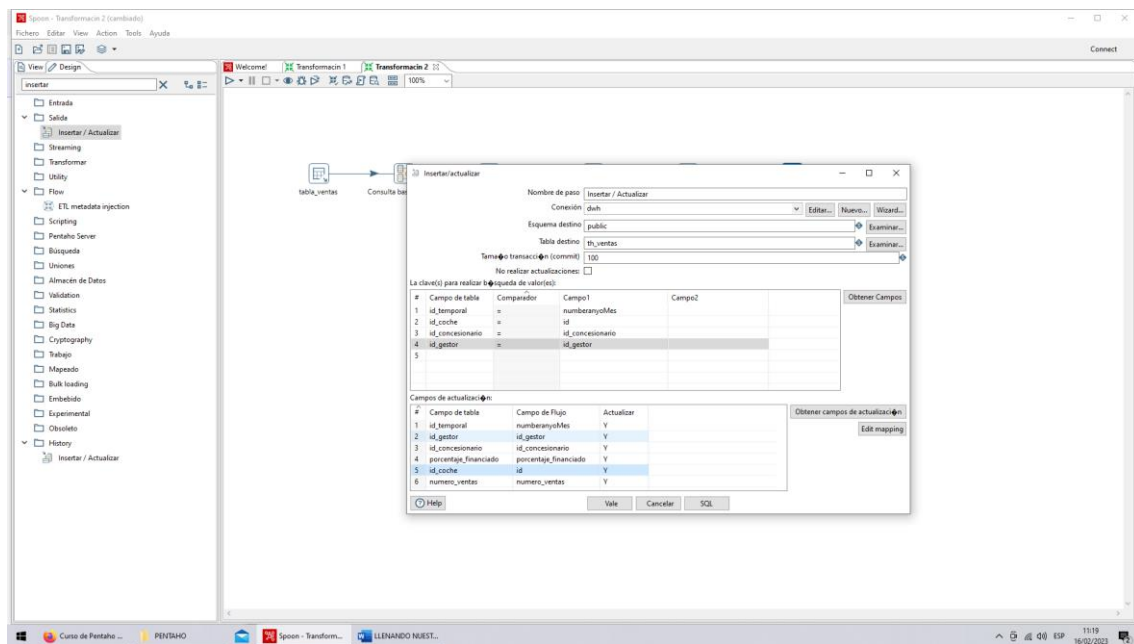 Spoon - Transformacin 2 (cambiado)
Fichero Editar View Action Tools Ayuda
Connect
View Design
insertar
Entrada
Salida
Insertar / Actualizar
Streaming
Transformar
Utility
Flow
ETL metadata injection
Scripting
Pentaho Server
Búsqueda
Uniones
Almacén de Datos
Validation
Statistics
Big Data
Cryptography
Trabajo
Mapeado
Bulk loading
Embebido
Experimental
Obsoleto
History
Insertar / Actualizar
Welcome! Transformacin 1 Transformacin 2
100%
tabla_ventas
Consulta ba
Insertar/actualizar
Nombre de paso Insertar / Actualizar
Conexión dwh Editar... Nuevo... Wizard...
Esquema destino public Examinar...
Tabla destino th_ventas Examinar...
Tama�o transacci�n (commit) 100
No realizar actualizaciones:
La clave(s) para realizar b�squeda de valor(es):
# Campo de tabla Comparador Campo1 Campo2 Obtener Campos
1 id_temporal = numberanyoMes
2 id_coche = id
3 id_concesionario = id_concesionario
4 id_gestor = id_gestor
5
Campos de actualizaci�n:
# Campo de tabla Campo de Flujo Actualizar Obtener campos de actualizaci�n
1 id_temporal numberanyoMes Y Edit mapping
2 id_gestor id_gestor Y
3 id_concesionario id_concesionario Y
4 porcentaje_financiado porcentaje_financiado Y
5 id_coche id Y
6 numero_ventas numero_ventas Y
Help Vale Cancelar SQL
Curso de Pentaho ... PENTAHO Spoon - Transform... LLENANDO NUEST... ESP 11:19
16/02/2023